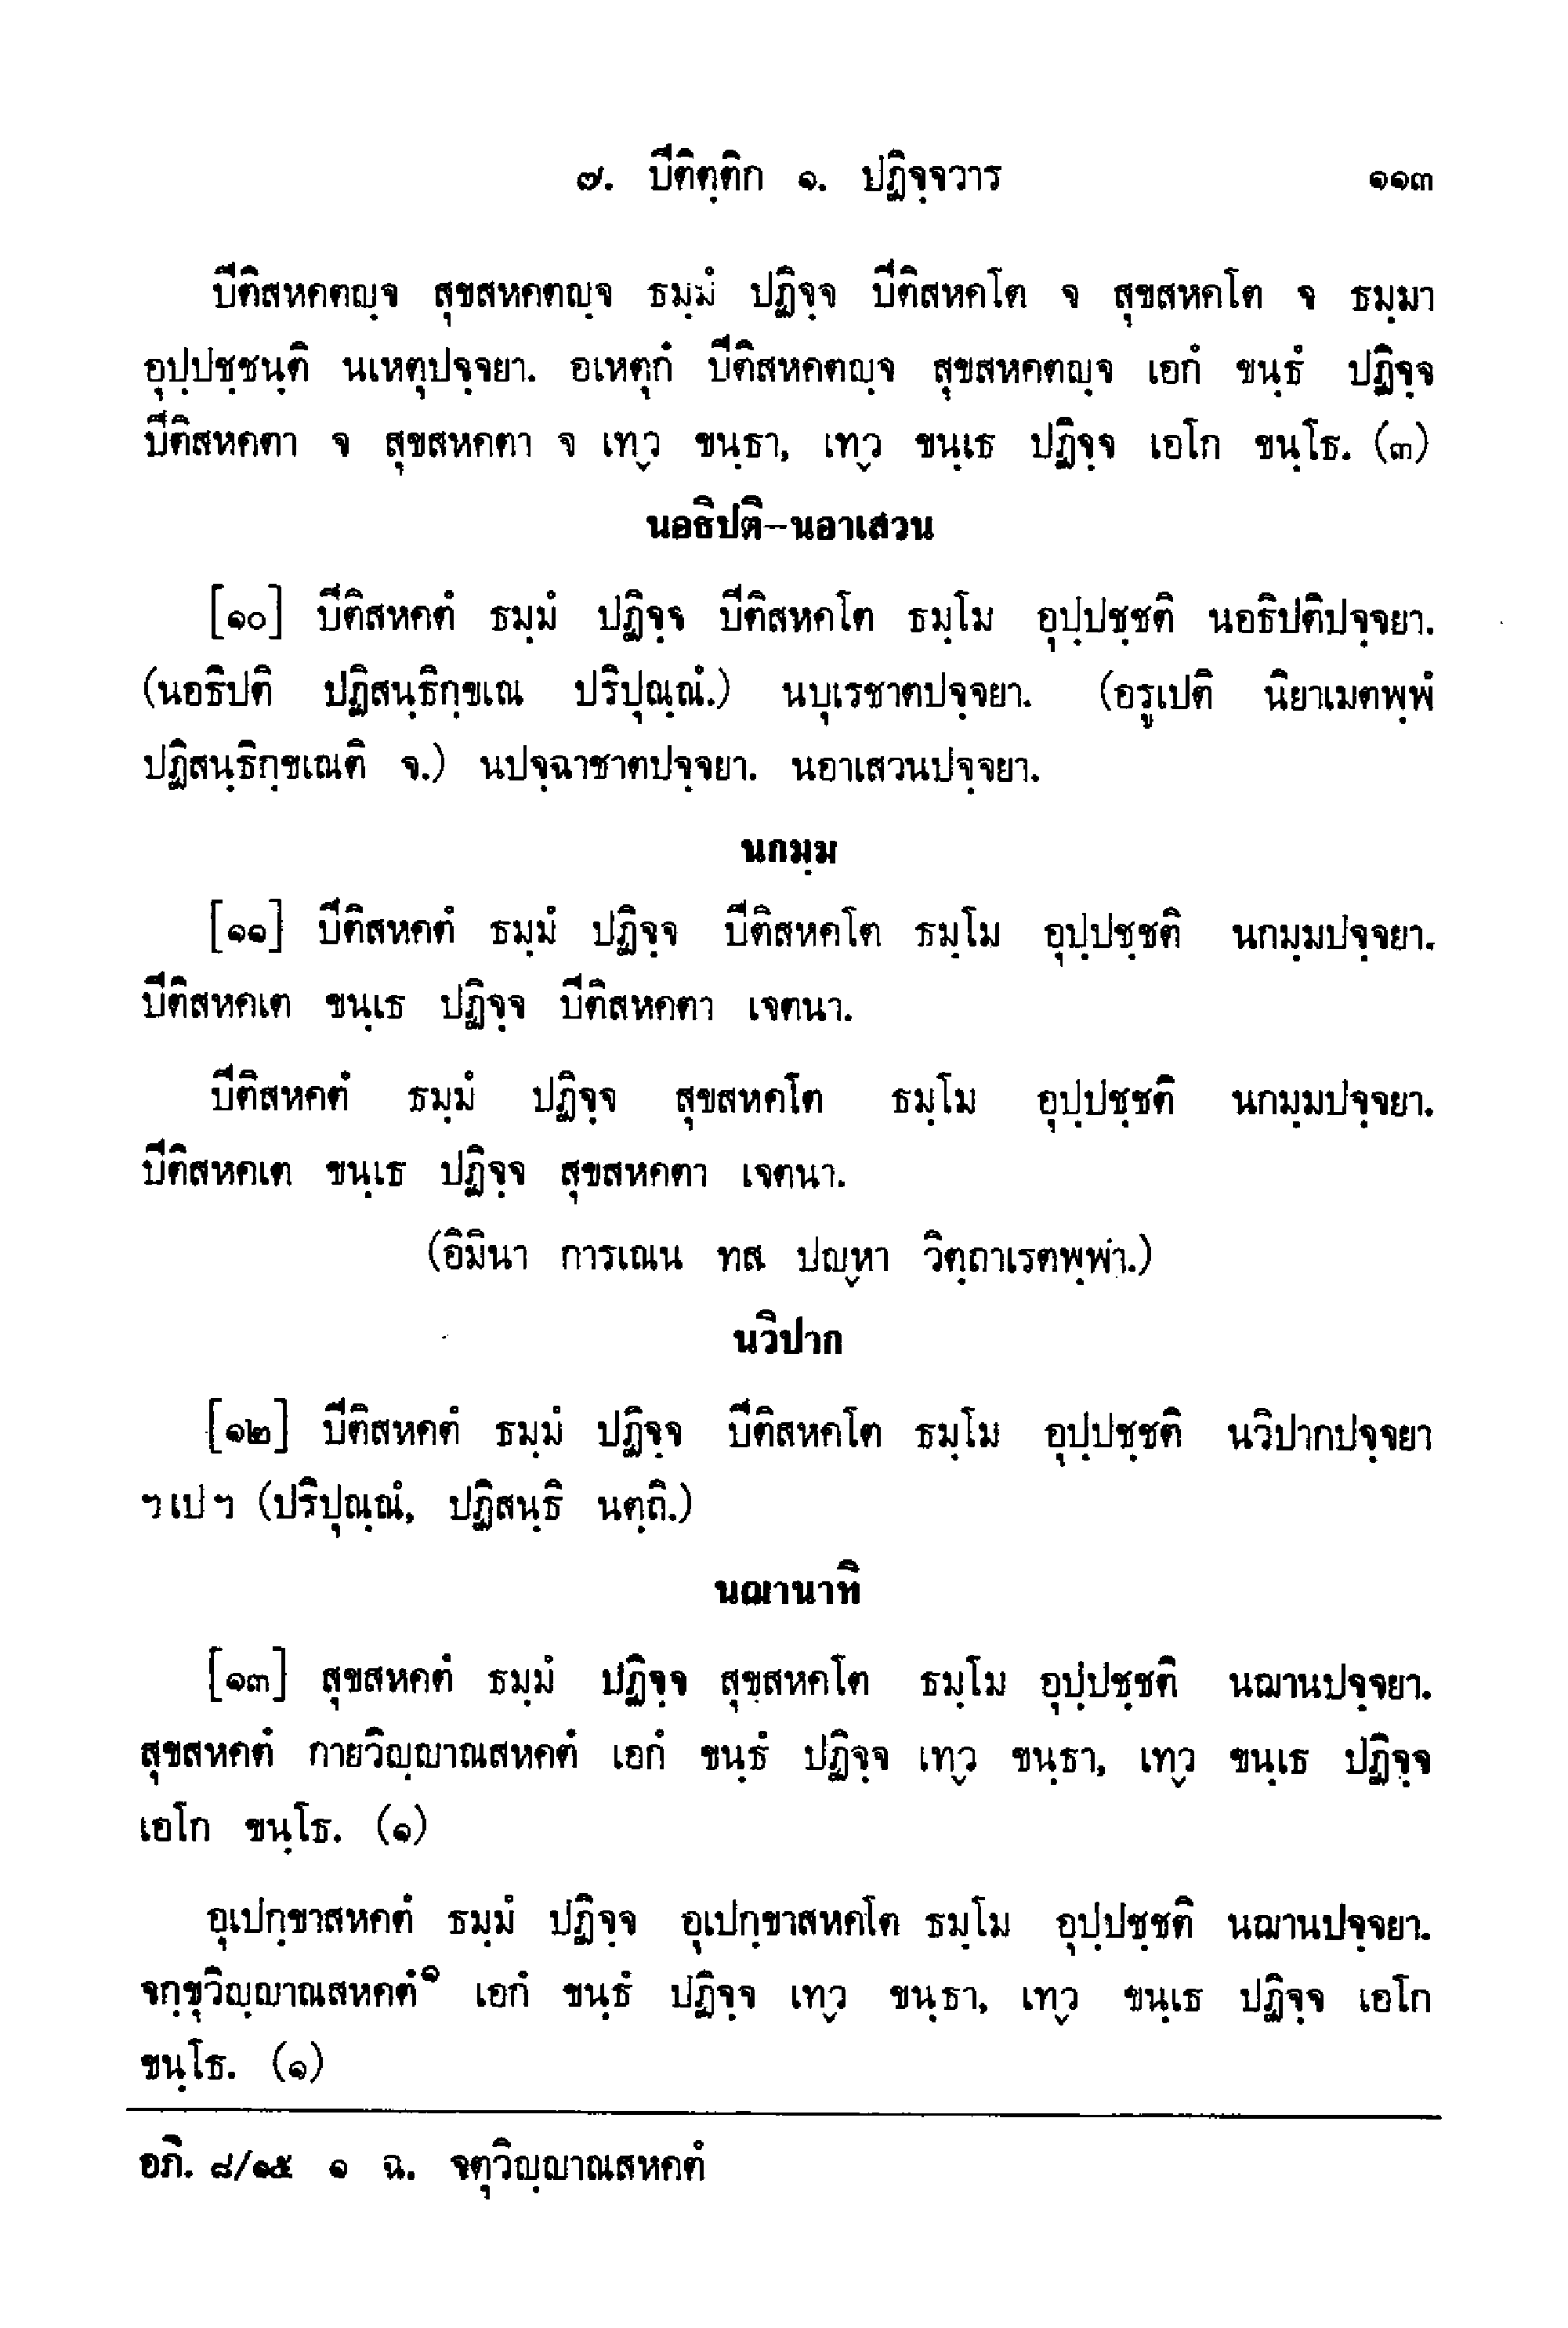 ๗. ปีติตฺติก ๑. ปฏิจฺจวาร ๑๑๓
ปีติสหคตญฺจ สุขสหคตญฺจ ธมฺมํ ปฏิจฺจ ปีติสหคโต จ สุขสหคโต จ ธมฺมา
อุปฺปชฺชนฺติ นเหตุปจฺจยา. อเหตุกํ ปีติสหคตญฺจ สุขสหคตญฺจ เอกํ ขนฺธํ ปฏิจฺจ
ปีติสหคตา จ สุขสหคตา จ เทฺว ขนฺธา, เทฺว ขนฺเธ ปฏิจฺจ เอโก ขนฺโธ. (๓)
นอธิปติ–นอาเสวน
[๑๐] ปีติสหคตํ ธมฺมํ ปฏิจฺจ ปีติสหคโต ธมฺโม อุปฺปชฺชติ นอธิปติปจฺจยา.
(นอธิปติ ปฏิสนฺธิกฺขเณ ปริปุณฺณํ.) นปุเรชาตปจฺจยา. (อรูเปติ นิยาเมตพฺพํ
ปฏิสนฺธิกฺขเณติ จ.) นปจฺฉาชาตปจฺจยา. นอาเสวนปจฺจยา.
นกมฺม
[๑๑] ปีติสหคตํ ธมฺมํ ปฏิจฺจ ปีติสหคโต ธมฺโม อุปฺปชฺชติ นกมฺมปจฺจยา.
ปีติสหคเต ขนฺเธ ปฏิจฺจ ปีติสหคตา เจตนา.
ปีติสหคตํ ธมฺมํ ปฏิจฺจ สุขสหคโต ธมฺโม อุปฺปชฺชติ นกมฺมปจฺจยา.
ปีติสหคเต ขนฺเธ ปฏิจฺจ สุขสหคตา เจตนา.
(อิมินา การเณน ทส ปญฺหา วิตฺถาเรตพฺพา.)
นวิปาก
[๑๒] ปีติสหคตํ ธมฺมํ ปฏิจฺจ ปีติสหคโต ธมฺโม อุปฺปชฺชติ นวิปากปจฺจยา
ฯ เป ฯ (ปริปุณฺณํ, ปฏิสนฺธิ นตฺถิ.)
นฌานาทิ
[๑๓] สุขสหคตํ ธมฺมํ ปฏิจฺจ สุขสหคโต ธมฺโม อุปฺปชฺชติ นฌานปจฺจยา.
สุขสหคตํ กายวิญฺญาณสหคตํ เอกํ ขนฺธํ ปฏิจฺจ เทฺว ขนฺธา, เทฺว ขนฺเธ ปฏิจฺจ
เอโก ขนฺโธ. (๑)
อุเปกฺขาสหคตํ ธมฺมํ ปฏิจฺจ อุเปกฺขาสหคโต ธมฺโม อุปฺปชฺชติ นฌานปจฺจยา.
จกฺขุวิญฺญาณสหคตํ๑ เอกํ ขนฺธํ ปฏิจฺจ เทฺว ขนฺธา, เทฺว ขนฺเธ ปฏิจฺจ เอโก
ขนฺโธ. (๑)
อภิ. ๘/๑๕ ๑ ฉ. จตุวิญฺญาณสหคตํ